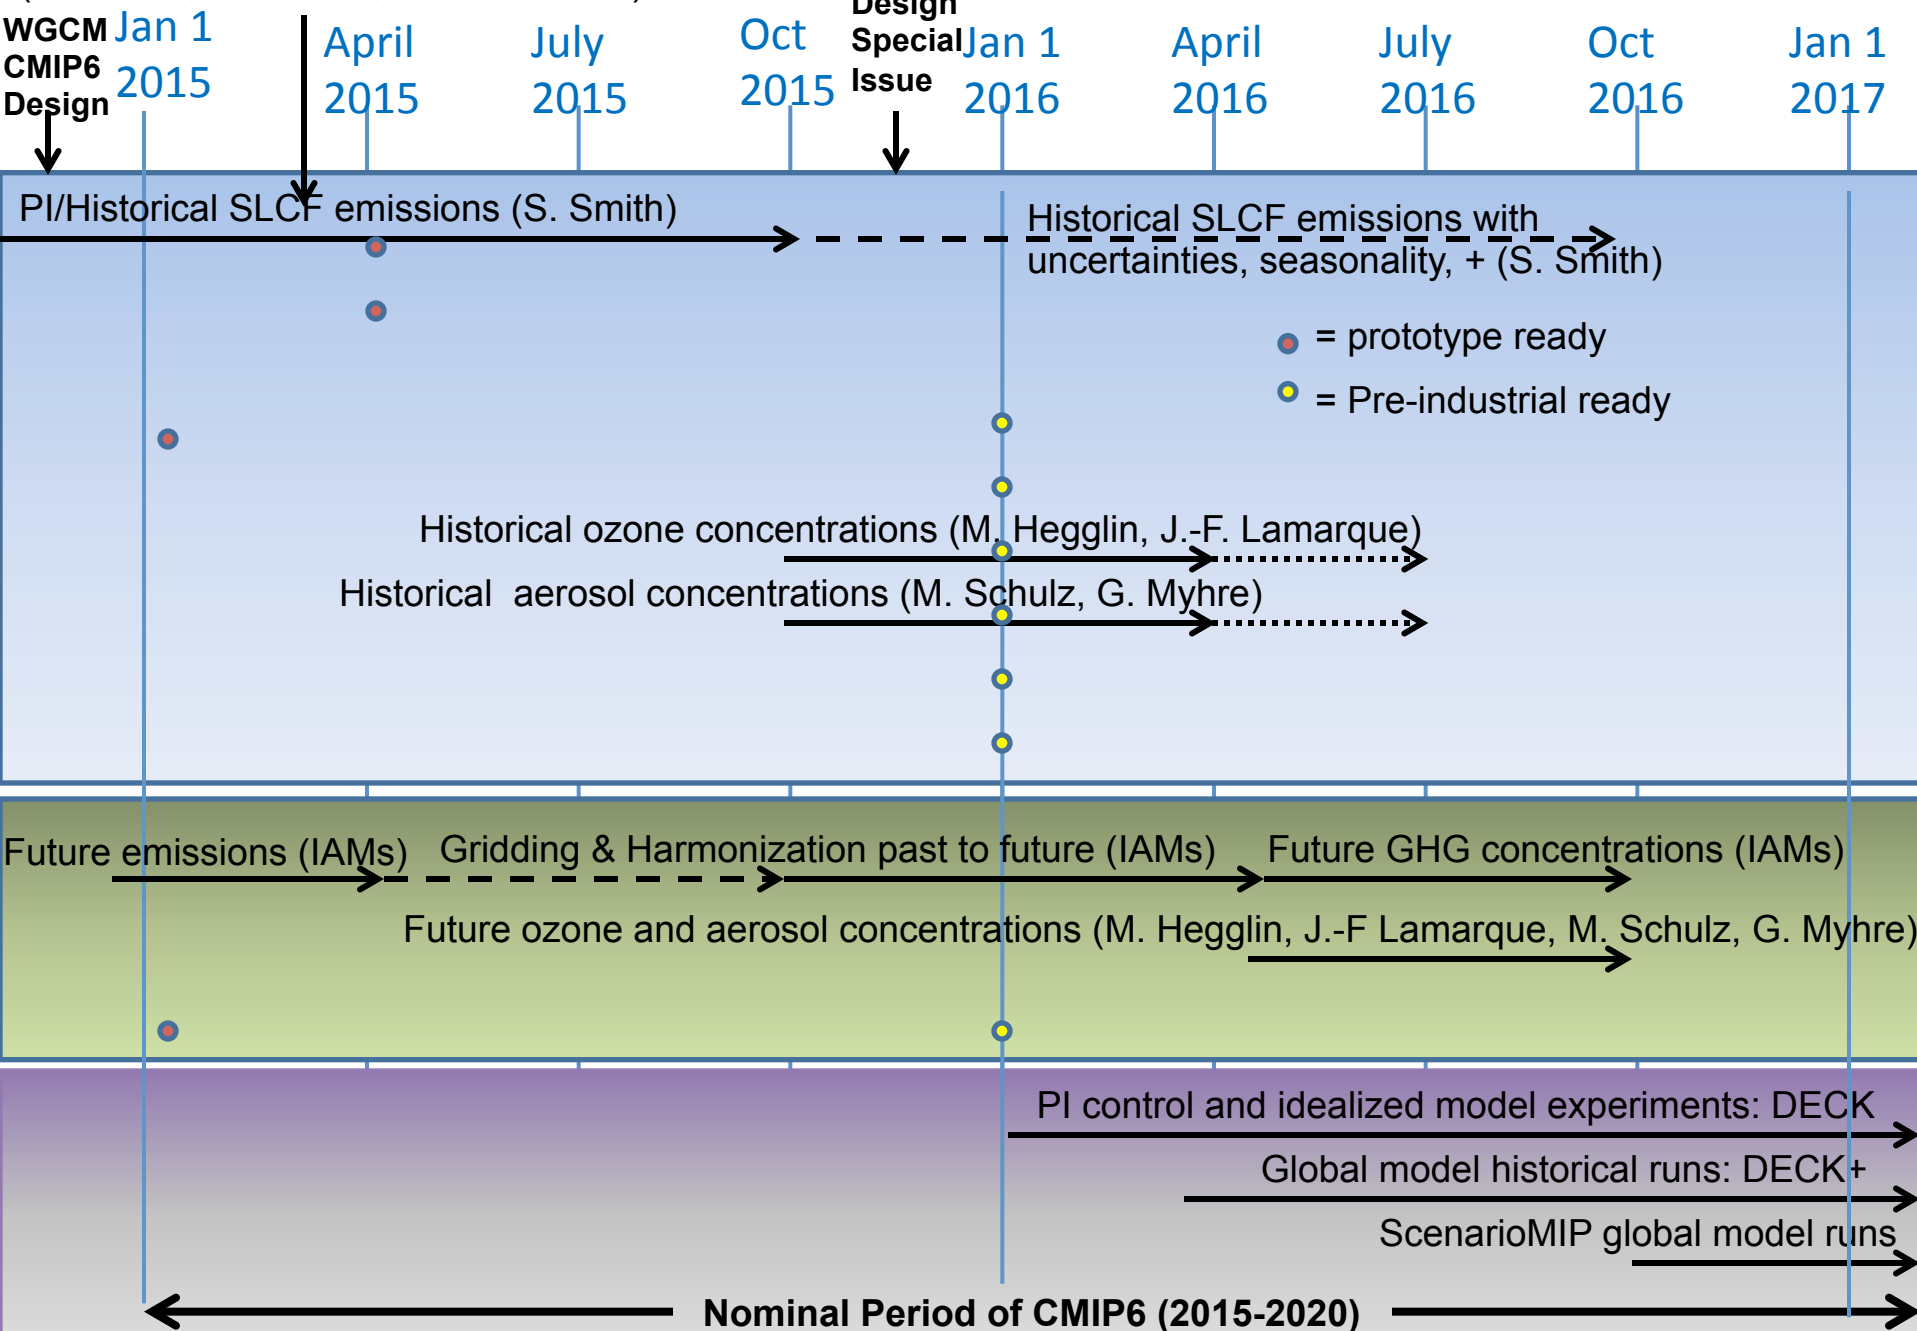 WGCM
CMIP6
Design
Jan 1
2015
April
2015
July
2015
Oct
2015
Design
Special
Issue
Jan 1
2016
April
2016
July
2016
Oct
2016
Jan 1
2017
PI/Historical SLCF emissions (S. Smith)
Historical SLCF emissions with
uncertainties, seasonality, + (S. Smith)
= prototype ready
= Pre-industrial ready
Historical ozone concentrations (M. Hegglin, J.-F. Lamarque)
Historical aerosol concentrations (M. Schulz, G. Myhre)
Future emissions (IAMs)
Gridding & Harmonization past to future (IAMs)
Future GHG concentrations (IAMs)
Future ozone and aerosol concentrations (M. Hegglin, J.-F Lamarque, M. Schulz, G. Myhre)
PI control and idealized model experiments: DECK
Global model historical runs: DECK+
ScenarioMIP global model runs
Nominal Period of CMIP6 (2015-2020)